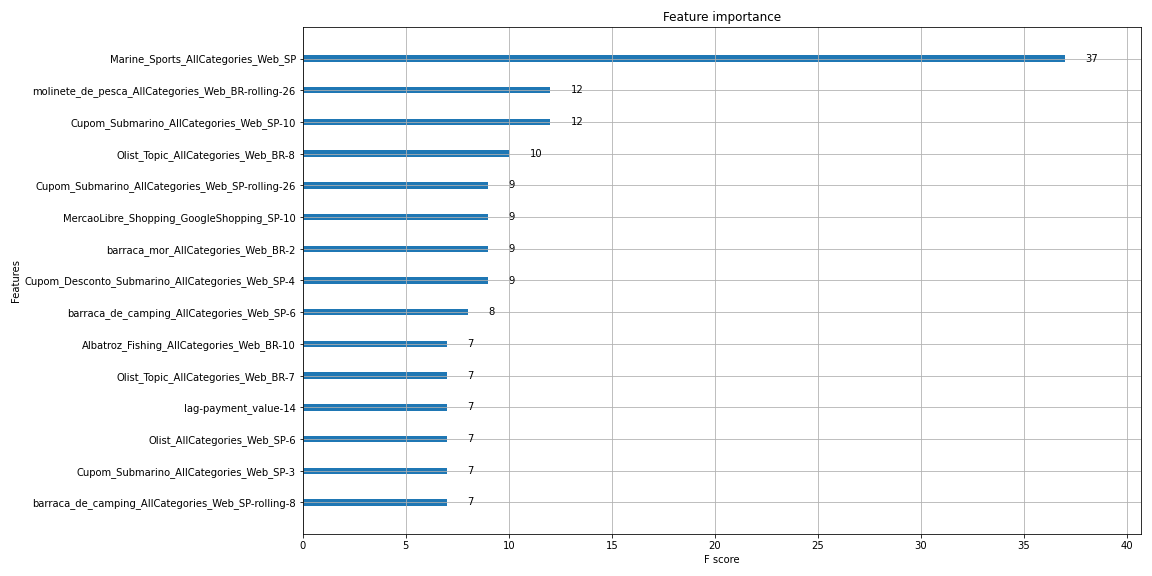 Feature importance
Marine_Sports_AllCategories_Web_SP 37
molinete_de_pesca_AllCategories_Web_BR-rolling-26 12
Cupom_Submarino_AllCategories_Web_SP-10 12
Olist_Topic_AllCategories_Web_BR-8 10
Cupom_Submarino_AllCategories_Web_SP-rolling-26 9
MercaoLibre_Shopping_GoogleShopping_SP-10 9
barraca_mor_AllCategories_Web_BR-2 9
Cupom_Desconto_Submarino_AllCategories_Web_SP-4 9
barraca_de_camping_AllCategories_Web_SP-6 8
Albatroz_Fishing_AllCategories_Web_BR-10 7
Olist_Topic_AllCategories_Web_BR-7 7
lag-payment_value-14 7
Olist_AllCategories_Web_SP-6 7
Cupom_Submarino_AllCategories_Web_SP-3 7
barraca_de_camping_AllCategories_Web_SP-rolling-8 7
Features
0 5 10 15 20 25 30 35 40
F score